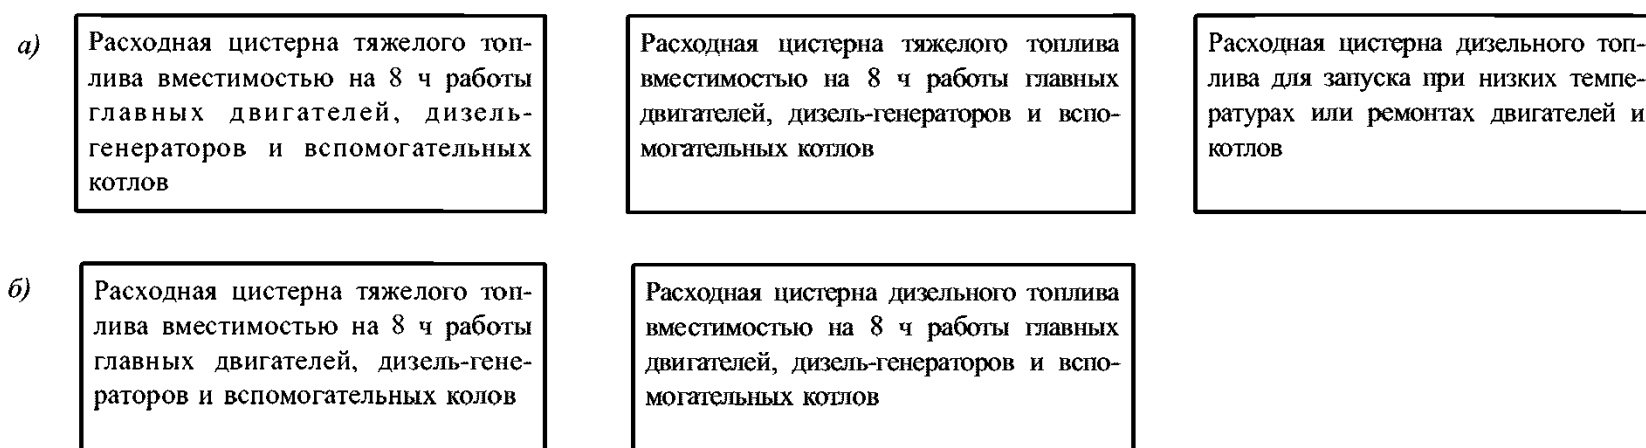 а)
Расходная цистерна тяжелого топ-
лива вместимостью на 8 ч работы
главных двигателей, дизель-
генераторов и вспомогательных
котлов
Расходная цистерна тяжелого топлива
вместимостью на 8 ч работы главных
двигателей, дизель-генераторов и вспо-
могательных котлов
Расходная цистерна дизельного топ-
лива для запуска при низких темпе-
ратурах или ремонтах двигателей и
котлов
б)
Расходная цистерна тяжелого топ-
лива вместимостью на 8 ч работы
главных двигателей, дизель-гене-
раторов и вспомогательных колов
Расходная цистерна дизельного топлива
вместимостью на 8 ч работы главных
двигателей, дизель-генераторов и вспо-
могательных котлов